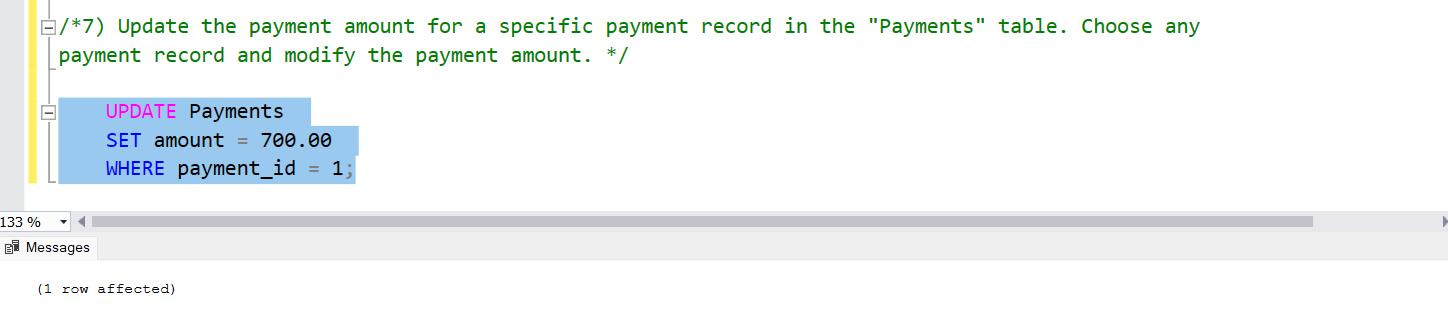 /*7) Update the payment amount for a specific payment record in the "Payments" table. Choose any
payment record and modify the payment amount. */
UPDATE Payments
SET amount = 700.00
WHERE payment_id = 1;
133 %
Messages
(1 row affected)